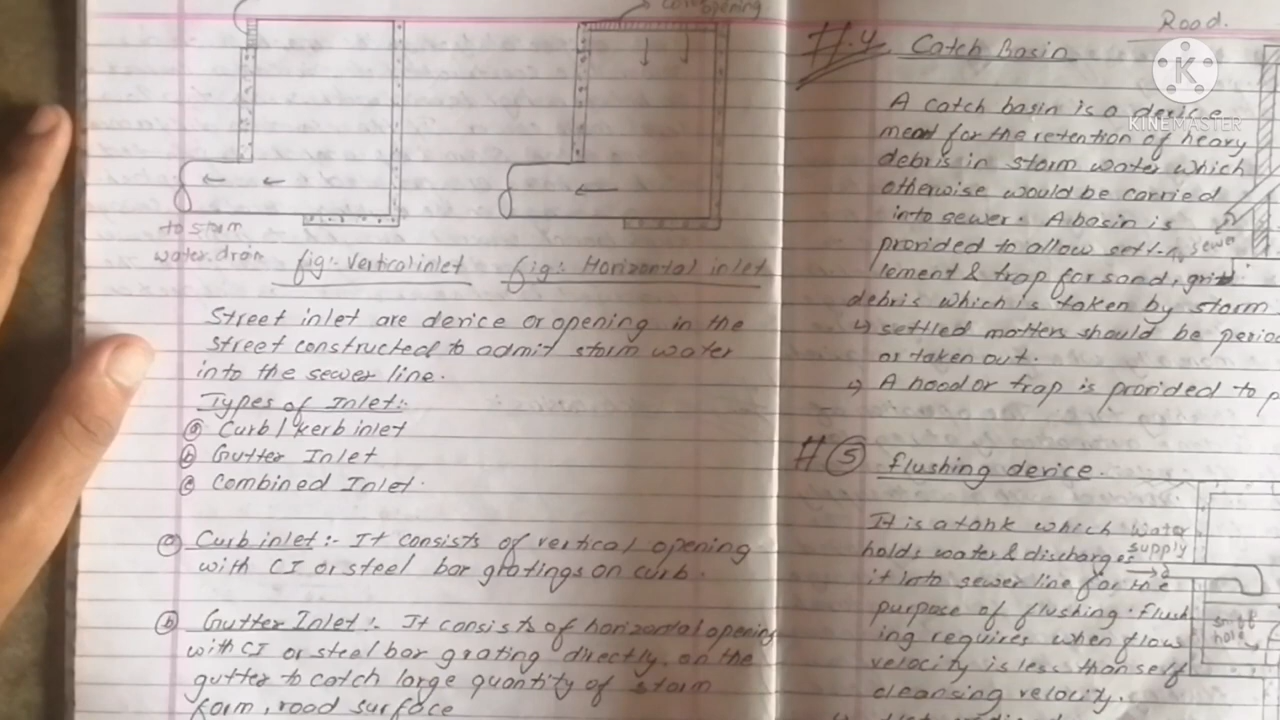 opening
to storm
water drain
fig:- Vertical inlet
fig:- Horizontal inlet
Street inlet are device or opening in the
street constructed to admit storm water
into the sewer line.
Types of Inlet:-
(a) Curb / kerb inlet
(b) Gutter Inlet
(c) Combined Inlet.
(a) Curb inlet :- It consists of vertical opening
with CI or steel bar gratings on curb.
(b) Gutter Inlet :- It consists of horizontal opening
with CI or steel bar grating directly on the
gutter to catch large quantity of storm
form, road surface
Road.
#.4. Catch Basin
A catch basin is a device
mean for the retention of heavy
debris in storm water which
otherwise would be carried
into sewer. A basin is
provided to allow sett-
lement & trap for sand, grit
debris which is taken by storm
↳ settled matters should be perio
or taken out.
↳ A hood or trap is provided to p
sewer
# (5) flushing device.
It is a tank which
holds water & discharges
it into sewer line for the
purpose of flushing. Flush
ing requires when flow
velocity is less than self
cleansing velocity.
water
supply
sniff
hole
K
KINEMASTER